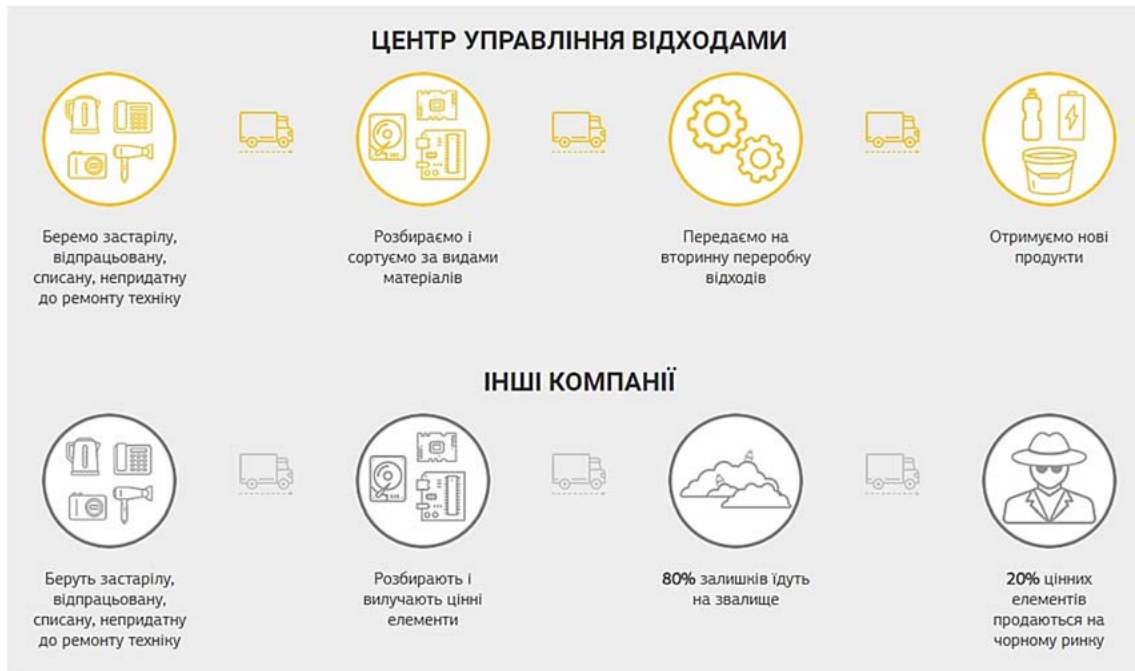 ЦЕНТР УПРАВЛІННЯ ВІДХОДАМИ
Беремо застарілу,
відпрацьовану,
списану, непридатну
до ремонту техніку
Розбираємо і
сортуємо за видами
матеріалів
Передаємо на
вторинну переробку
відходів
Отримуємо нові
продукти
ІНШІ КОМПАНІЇ
Беруть застарілу,
відпрацьовану,
списану, непридатну
до ремонту техніку
Розбирають і
вилучають цінні
елементи
80% залишків їдуть
на звалище
20% цінних
елементів
продаються на
чорному ринку